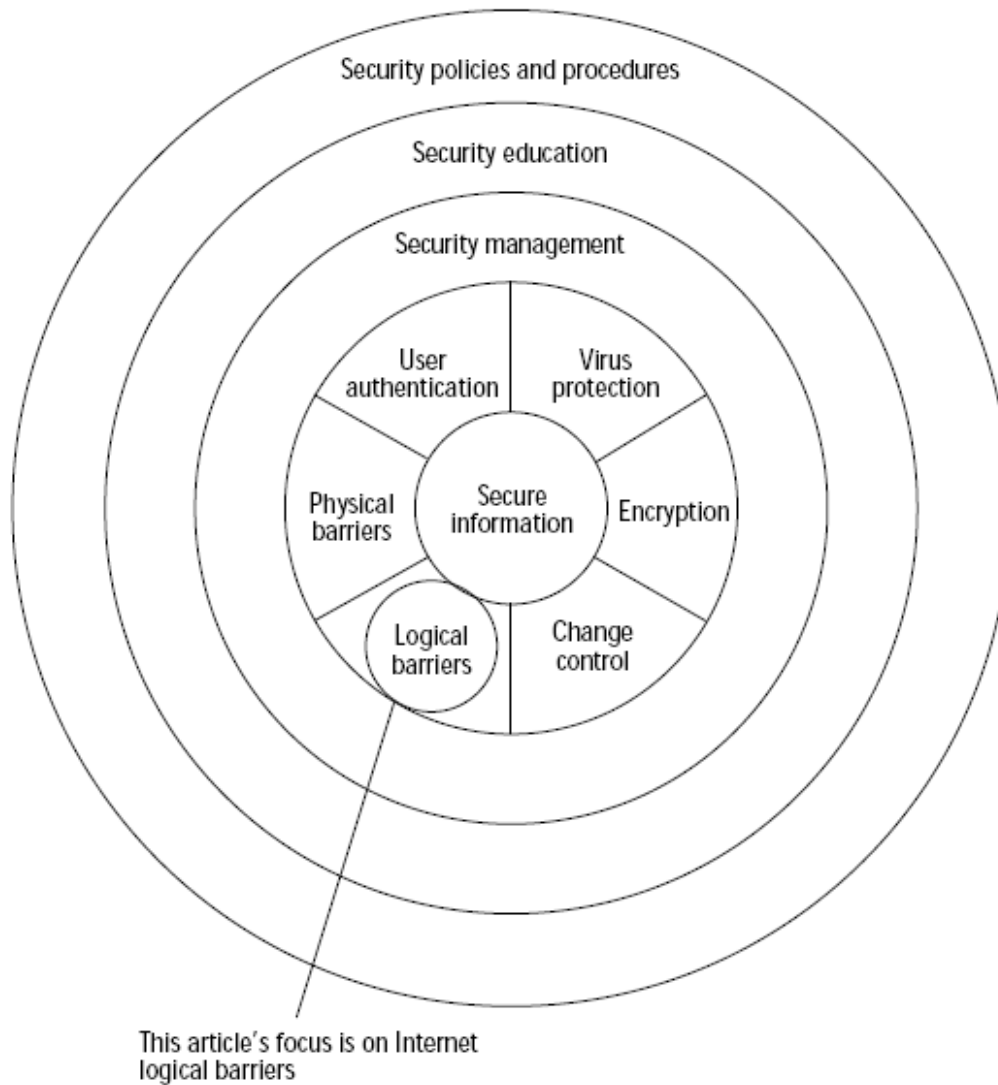 Security policies and procedures
Security education
Security management
User
authentication
Virus
protection
Physical
barriers
Secure
information
Encryption
Logical
barriers
Change
control
This article's focus is on Internet
logical barriers